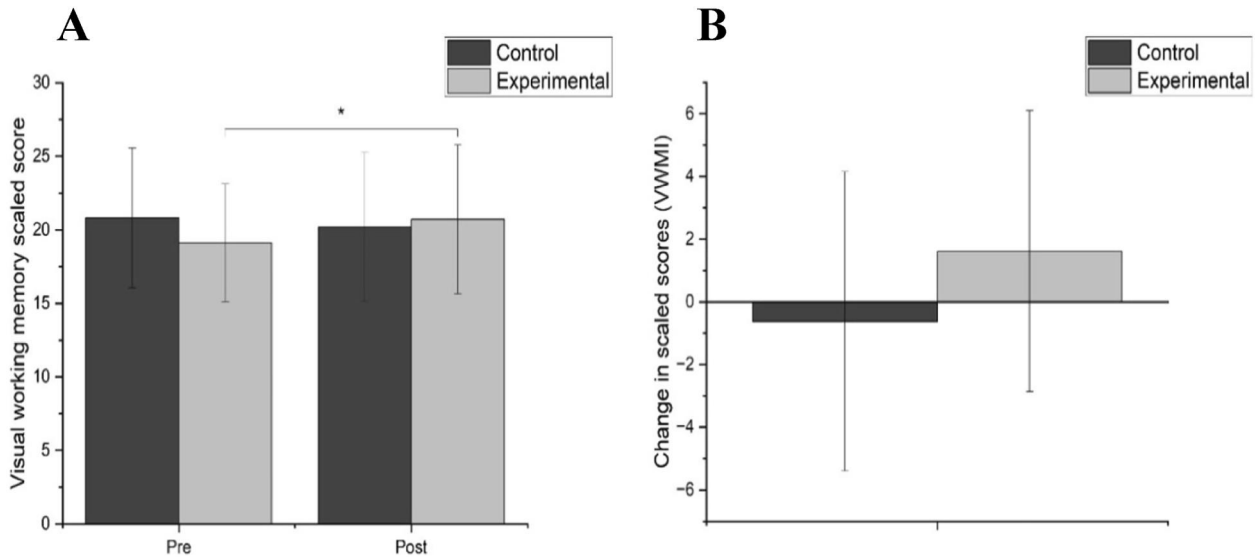 A
Control
Experimental
30
25
20
15
10
5
0
Visual working memory scaled score
*
Pre
Post
B
Control
Experimental
6
4
2
0
−2
−4
−6
Change in scaled scores (VWMI)